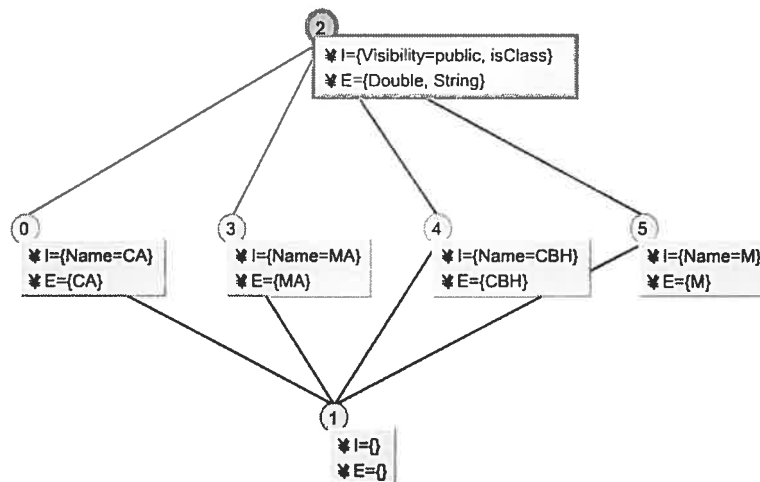 2
¥ I={Visibility=public, isClass}
¥ E={Double, String}
0
¥ I={Name=CA}
¥ E={CA}
3
¥ I={Name=MA}
¥ E={MA}
4
¥ I={Name=CBH}
¥ E={CBH}
5
¥ I={Name=M}
¥ E={M}
1
¥ I={}
¥ E={}